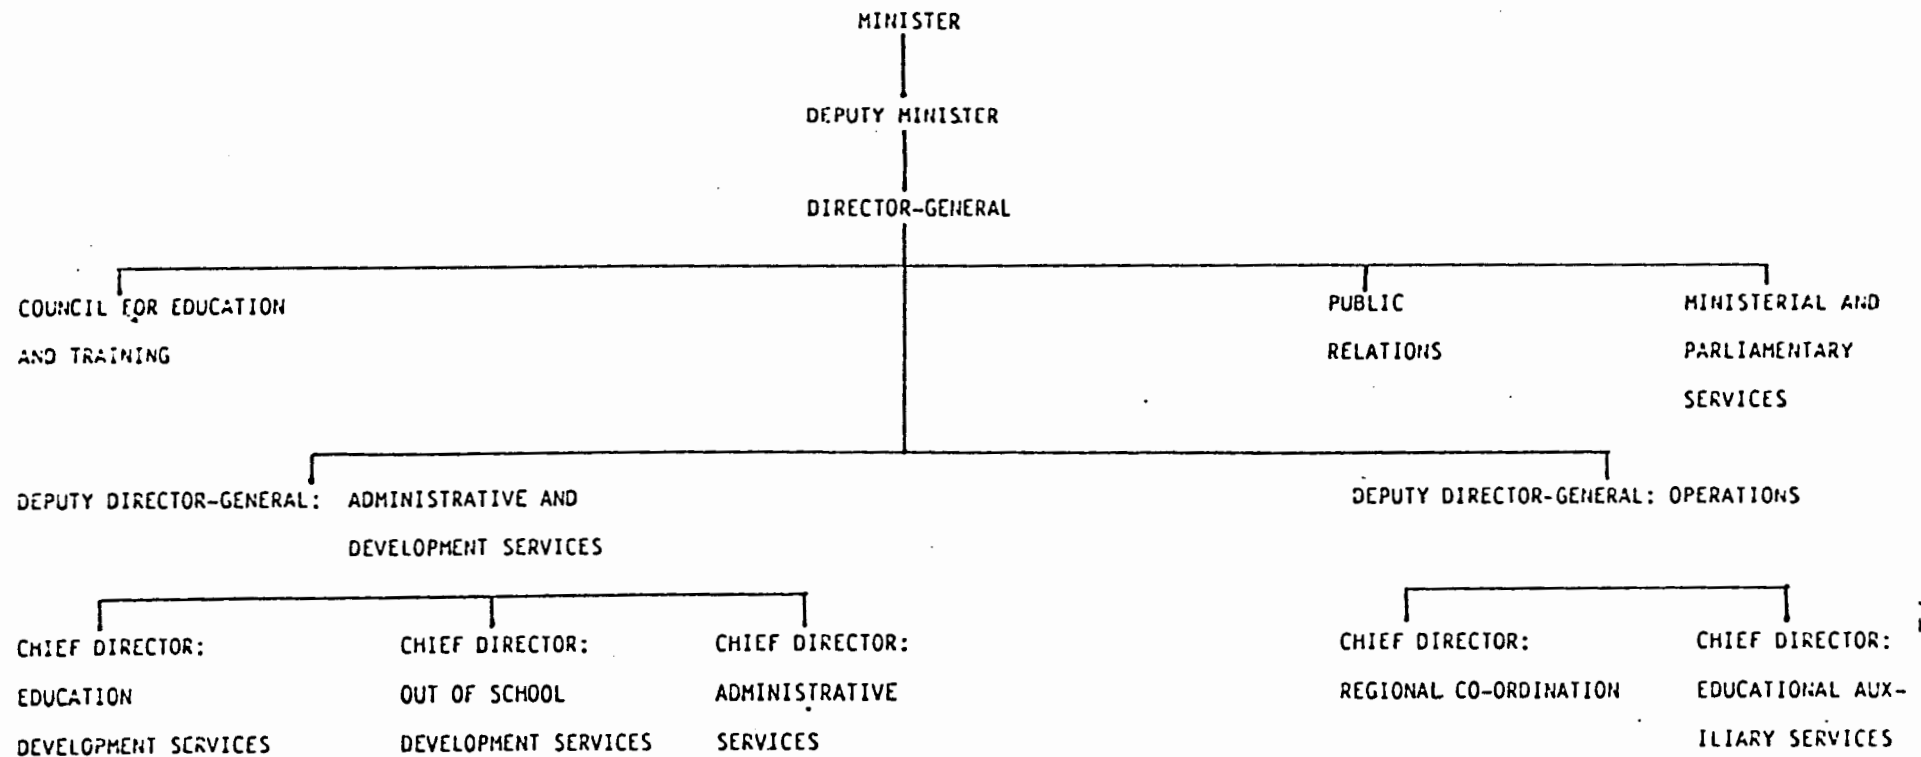 MINISTER
DEPUTY MINISTER
DIRECTOR-GENERAL
COUNCIL FOR EDUCATION
AND TRAINING
PUBLIC
RELATIONS
MINISTERIAL AND
PARLIAMENTARY
SERVICES
DEPUTY DIRECTOR-GENERAL: ADMINISTRATIVE AND
DEVELOPMENT SERVICES
DEPUTY DIRECTOR-GENERAL: OPERATIONS
CHIEF DIRECTOR:
EDUCATION
DEVELOPMENT SERVICES
CHIEF DIRECTOR:
OUT OF SCHOOL
DEVELOPMENT SERVICES
CHIEF DIRECTOR:
ADMINISTRATIVE
SERVICES
CHIEF DIRECTOR:
REGIONAL CO-ORDINATION
CHIEF DIRECTOR:
EDUCATIONAL AUX-
ILIARY SERVICES